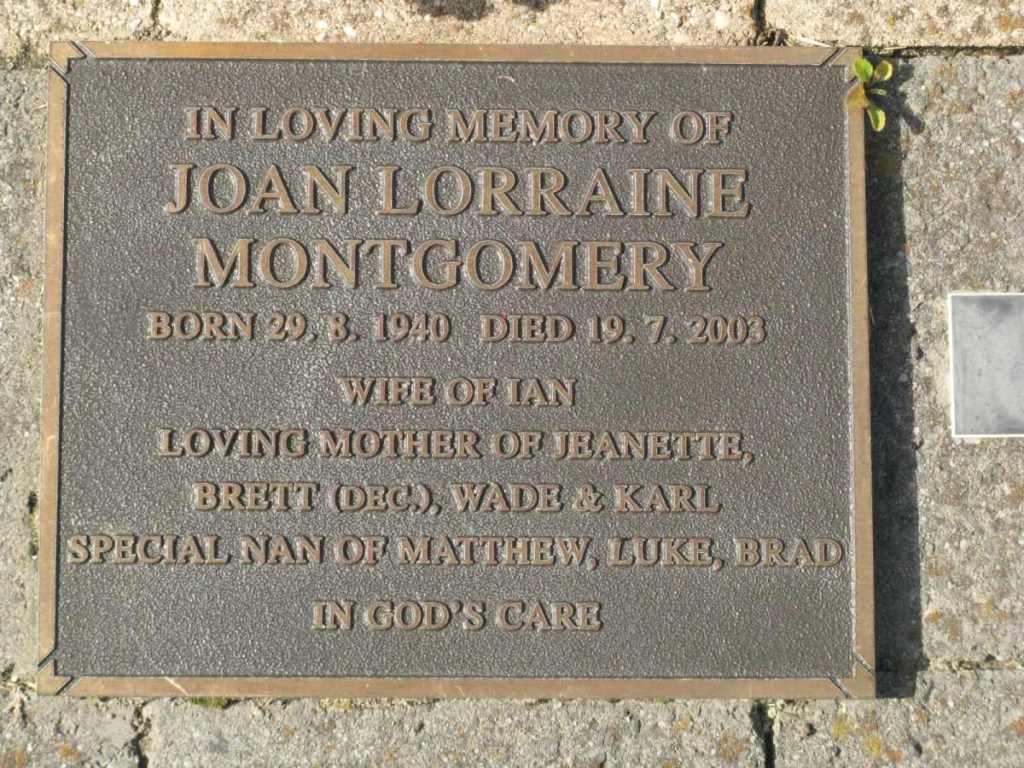 IN LOVING MEMORY OF
JOAN LORRAINE
MONTGOMERY
BORN 29. 8. 1940 DIED 19. 7. 2003
WIFE OF IAN
LOVING MOTHER OF JEANETTE,
BRETT (DEC.), WADE & KARL
SPECIAL NAN OF MATTHEW, LUKE, BRAD
IN GOD'S CARE